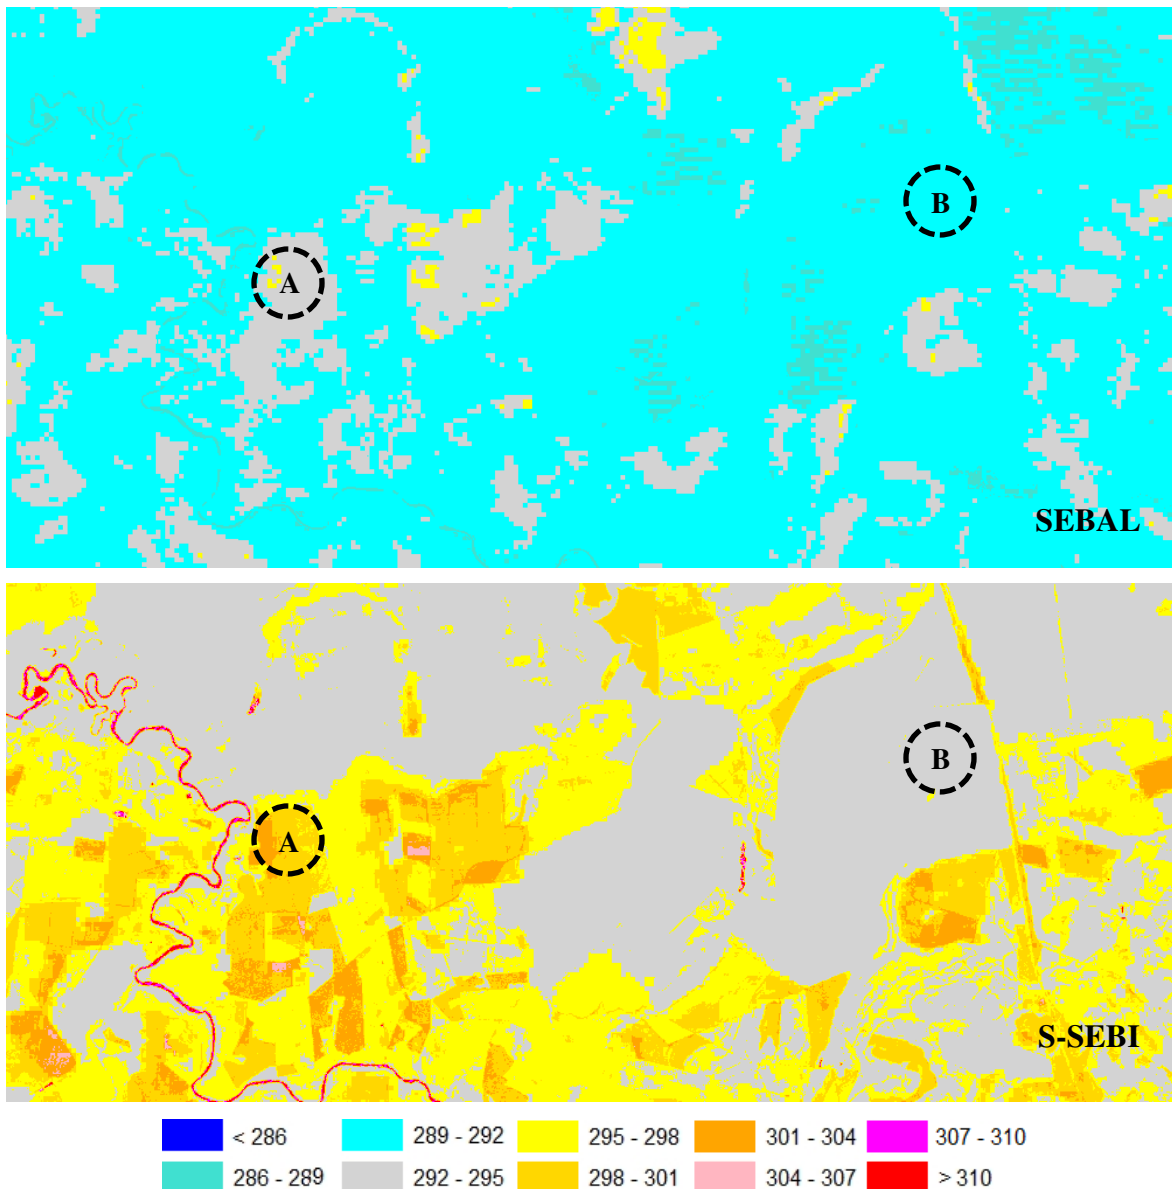 B
A
SEBAL
B
A
S-SEBI
< 286 289 - 292 295 - 298 301 - 304 307 - 310
286 - 289 292 - 295 298 - 301 304 - 307 > 310